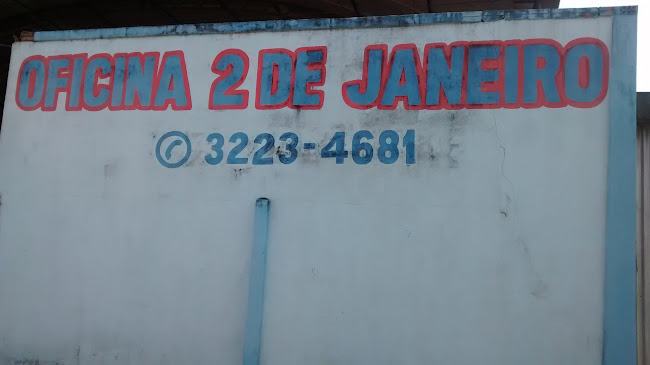 OFICINA 2 DE JANEIRO
3223-4681